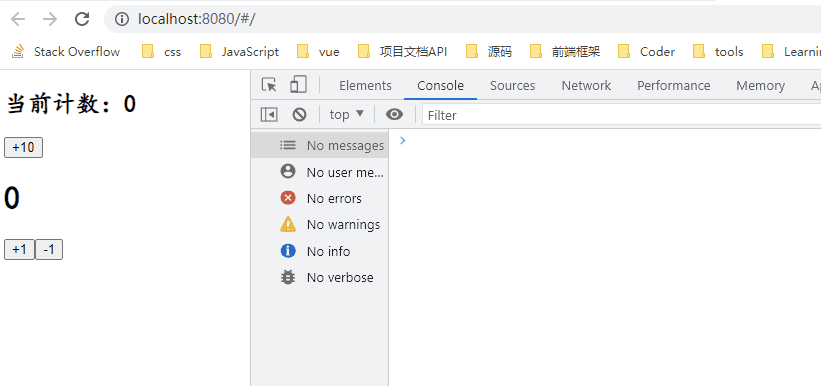 localhost:8080/#/
Stack Overflow css JavaScript vue 项目文档API 源码 前端框架 Coder tools Learnin
Elements Console Sources Network Performance Memory Ap
top ▼ Filter
当前计数：0
+10
0
+1 -1
No messages
No user me...
No errors
No warnings
No info
No verbose